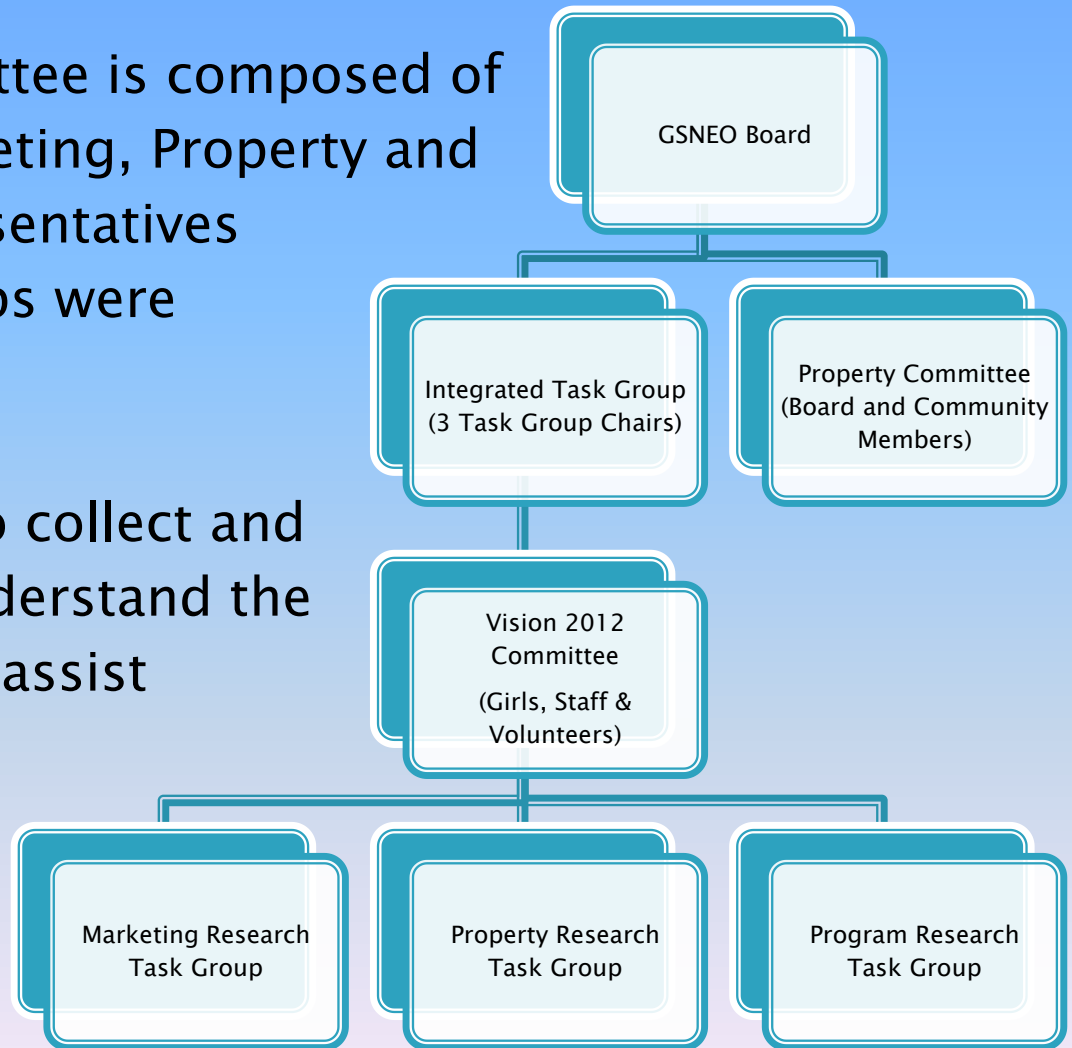 ttee is composed of
eting, Property and
sentatives
ps were
o collect and
derstand the
assist
GSNEO Board
Integrated Task Group
(3 Task Group Chairs)
Property Committee
(Board and Community
Members)
Vision 2012
Committee
(Girls, Staff &
Volunteers)
Marketing Research
Task Group
Property Research
Task Group
Program Research
Task Group